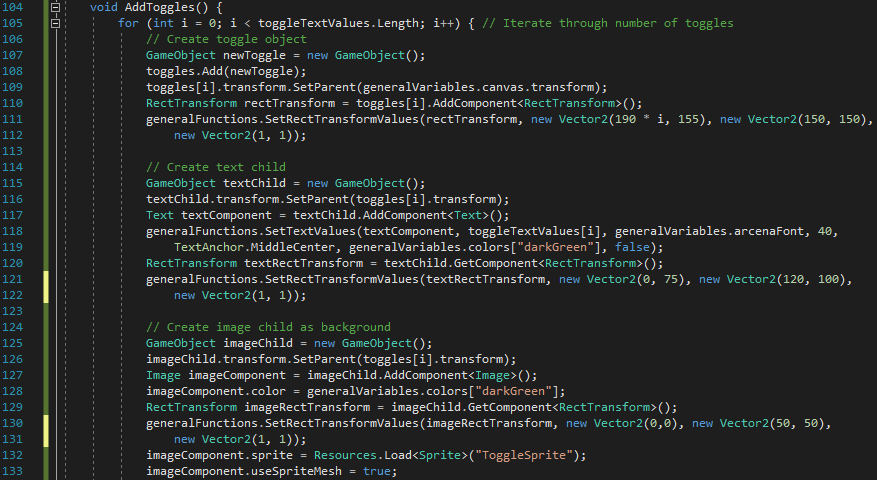 104 void AddToggles() {
105 for (int i = 0; i < toggleTextValues.Length; i++) { // Iterate through number of toggles
106 // Create toggle object
107 GameObject newToggle = new GameObject();
108 toggles.Add(newToggle);
109 toggles[i].transform.SetParent(generalVariables.canvas.transform);
110 RectTransform rectTransform = toggles[i].AddComponent<RectTransform>();
111 generalFunctions.SetRectTransformValues(rectTransform, new Vector2(190 * i, 155), new Vector2(150, 150),
112 new Vector2(1, 1));
113
114 // Create text child
115 GameObject textChild = new GameObject();
116 textChild.transform.SetParent(toggles[i].transform);
117 Text textComponent = textChild.AddComponent<Text>();
118 generalFunctions.SetTextValues(textComponent, toggleTextValues[i], generalVariables.arcenaFont, 40,
119 TextAnchor.MiddleCenter, generalVariables.colors["darkGreen"], false);
120 RectTransform textRectTransform = textChild.GetComponent<RectTransform>();
121 generalFunctions.SetRectTransformValues(textRectTransform, new Vector2(0, 75), new Vector2(120, 100),
122 new Vector2(1, 1));
123
124 // Create image child as background
125 GameObject imageChild = new GameObject();
126 imageChild.transform.SetParent(toggles[i].transform);
127 Image imageComponent = imageChild.AddComponent<Image>();
128 imageComponent.color = generalVariables.colors["darkGreen"];
129 RectTransform imageRectTransform = imageChild.GetComponent<RectTransform>();
130 generalFunctions.SetRectTransformValues(imageRectTransform, new Vector2(0,0), new Vector2(50, 50),
131 new Vector2(1, 1));
132 imageComponent.sprite = Resources.Load<Sprite>("ToggleSprite");
133 imageComponent.useSpriteMesh = true;